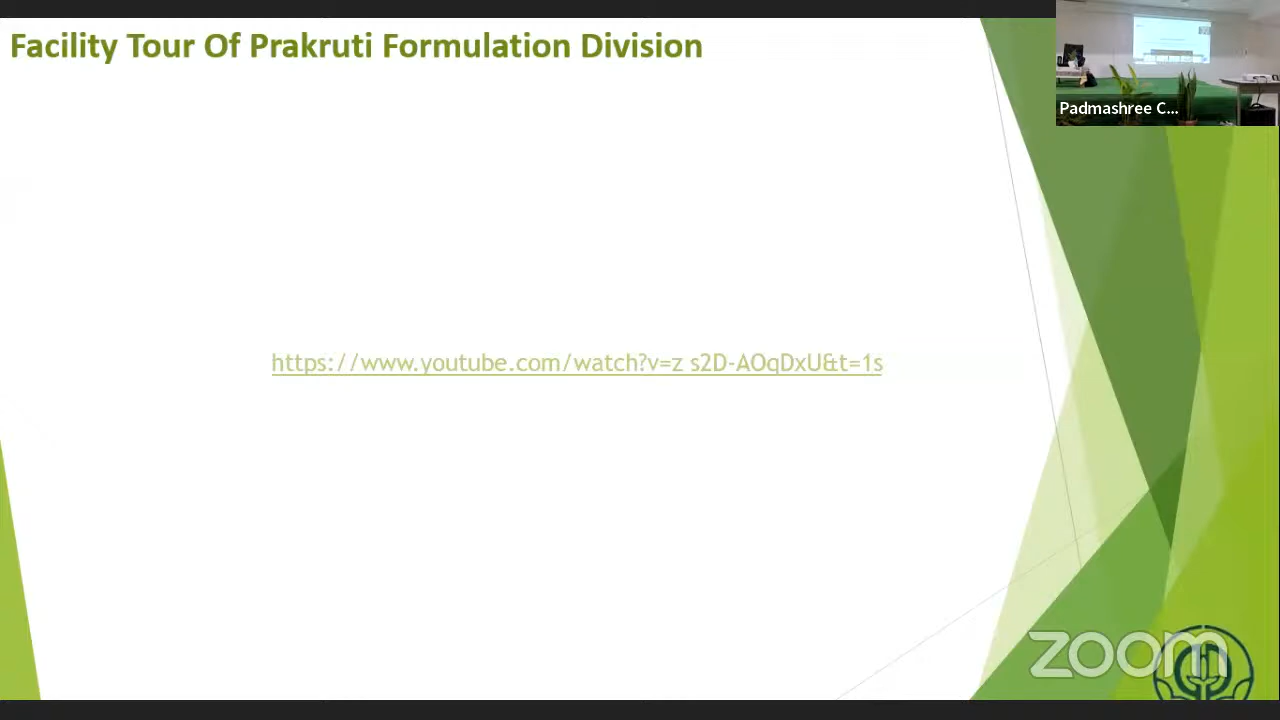 Facility Tour Of Prakruti Formulation Division
Padmashree C...
https://www.youtube.com/watch?v=z s2D-AOqDxU&t=1s
zoom